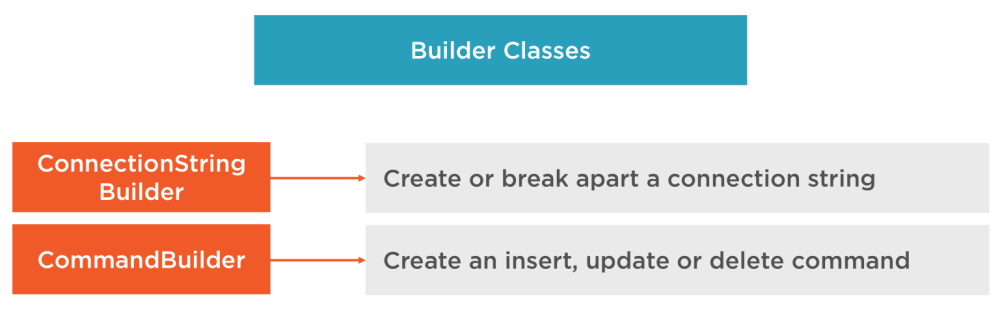 Builder Classes
ConnectionString
Builder
Create or break apart a connection string
CommandBuilder
Create an insert, update or delete command